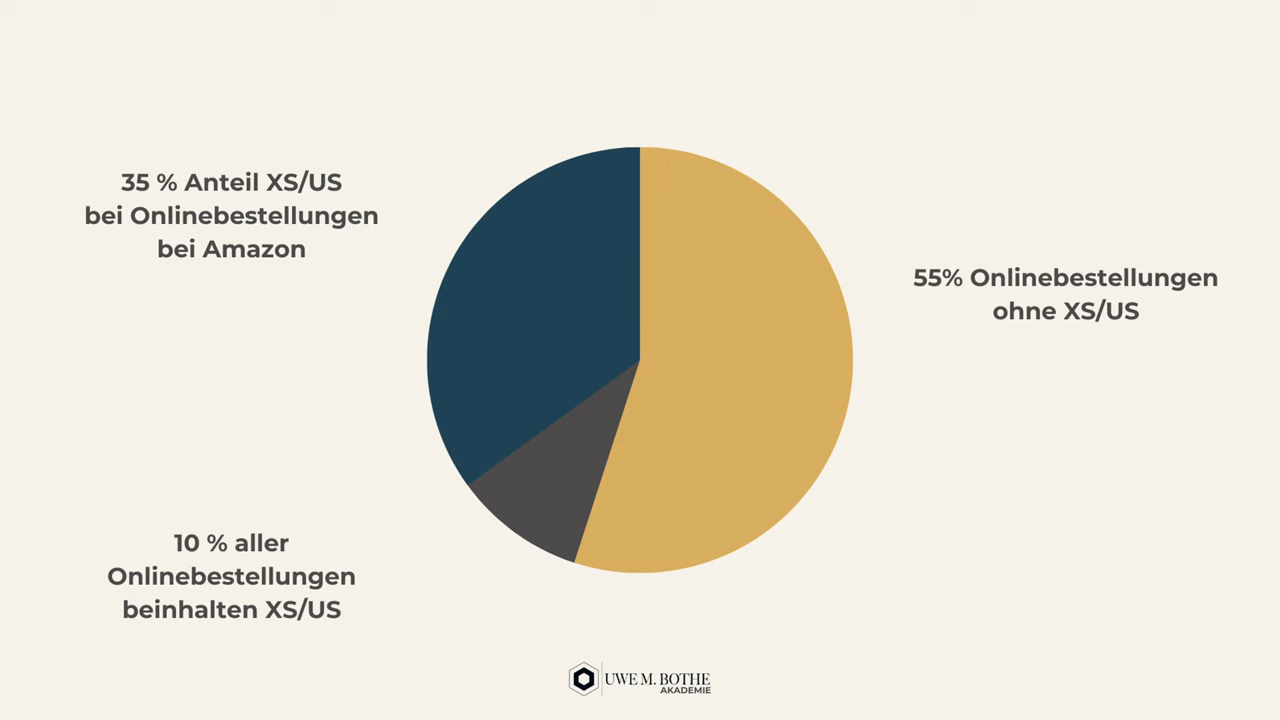 35 % Anteil XS/US
bei Onlinebestellungen
bei Amazon
55% Onlinebestellungen
ohne XS/US
10 % aller
Onlinebestellungen
beinhalten XS/US
UWE M. BOTHE
AKADEMIE